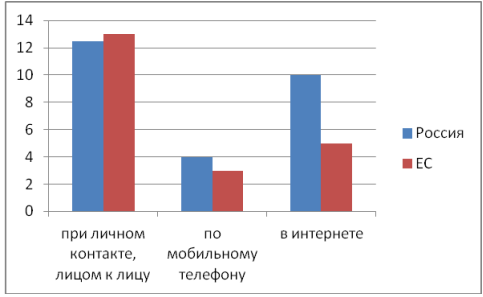 14
12
10
8
6
4
2
0
при личном
контакте,
лицом к лицу
по
мобильному
телефону
в интернете
Россия
ЕС